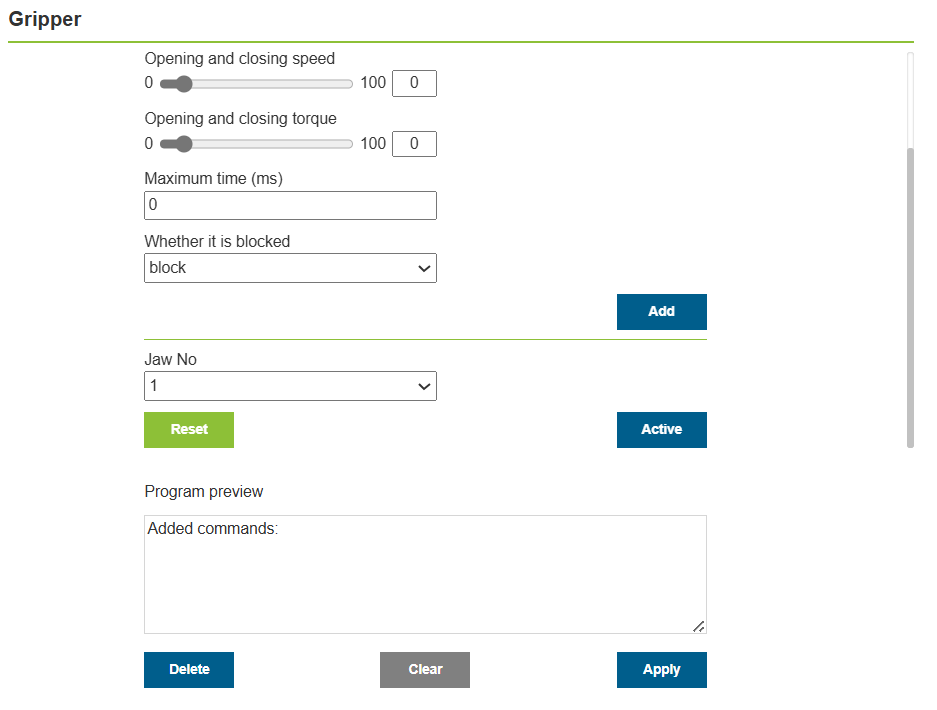 Gripper
Opening and closing speed
0 100 0
Opening and closing torque
0 100 0
Maximum time (ms)
0
Whether it is blocked
block
Add
Jaw No
1
Reset Active
Program preview
Added commands:
Delete Clear Apply